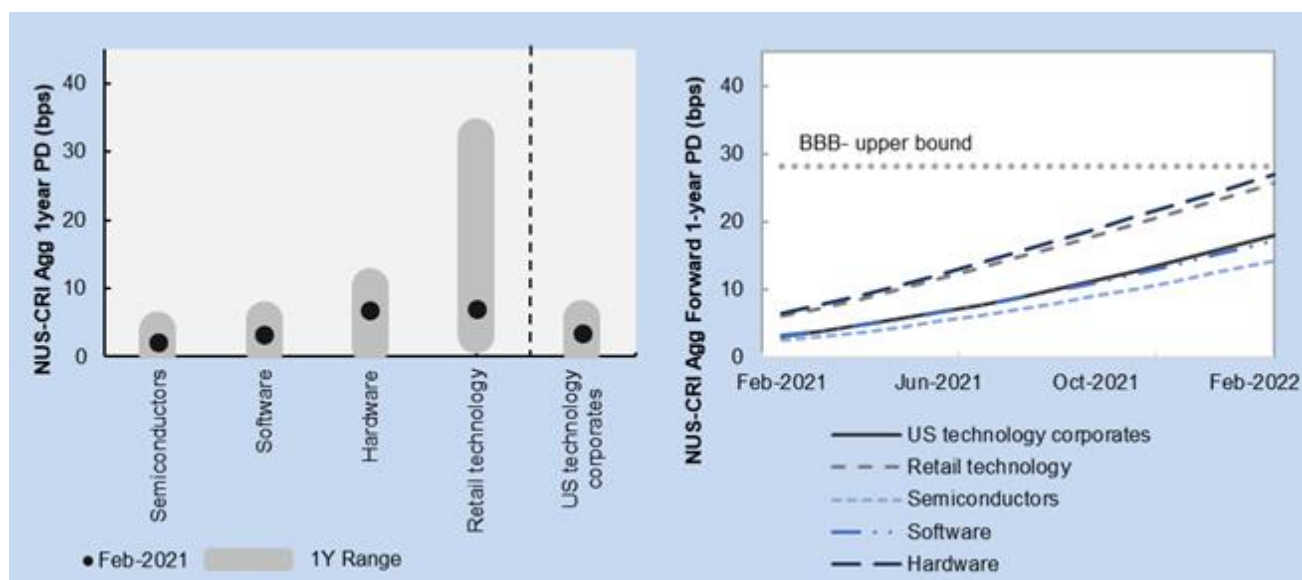 NUS-CRI Agg 1year PD (bps)
40
30
20
10
0
Semiconductors
Software
Hardware
Retail technology
US technology
corporates
Feb-2021
1Y Range
NUS-CRI Agg Forward 1-year PD (bps)
40
30
20
10
0
BBB- upper bound
Feb-2021
Jun-2021
Oct-2021
Feb-2022
US technology corporates
Retail technology
Semiconductors
Software
Hardware